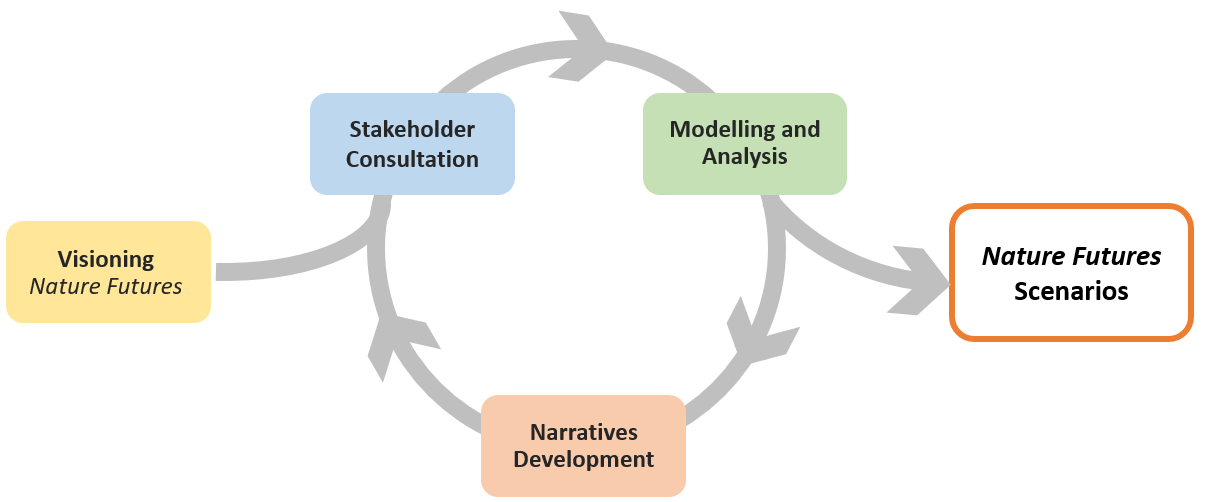 Stakeholder
Consultation
Modelling and
Analysis
Visioning
Nature Futures
Nature Futures
Scenarios
Narratives
Development